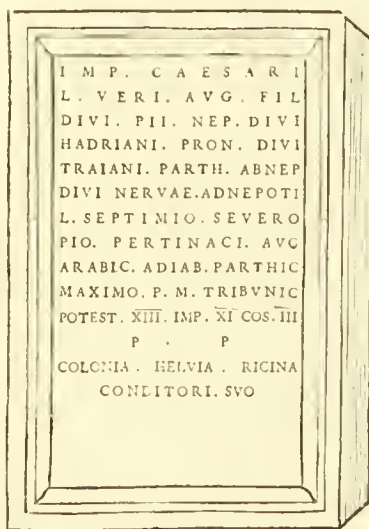 IMP. CAESARI
L. VERI. AVG. FIL
DIVI. PII. NEP. DIVI
HADRIANI. PRON. DIVI
TRAIANI. PARTH. ABNEP
DIVI NERVAE. ADNEPOTI
L. SEPTIMIO. SEVERO
PIO. PERTINACI. AVG
ARABIC. ADIAB. PARTHIC
MAXIMO. P. M. TRIBVNIC
POTEST. XIII. IMP. XI COS. III
P . P
COLONIA. HELVIA. RICINA
CONDITORI. SVO